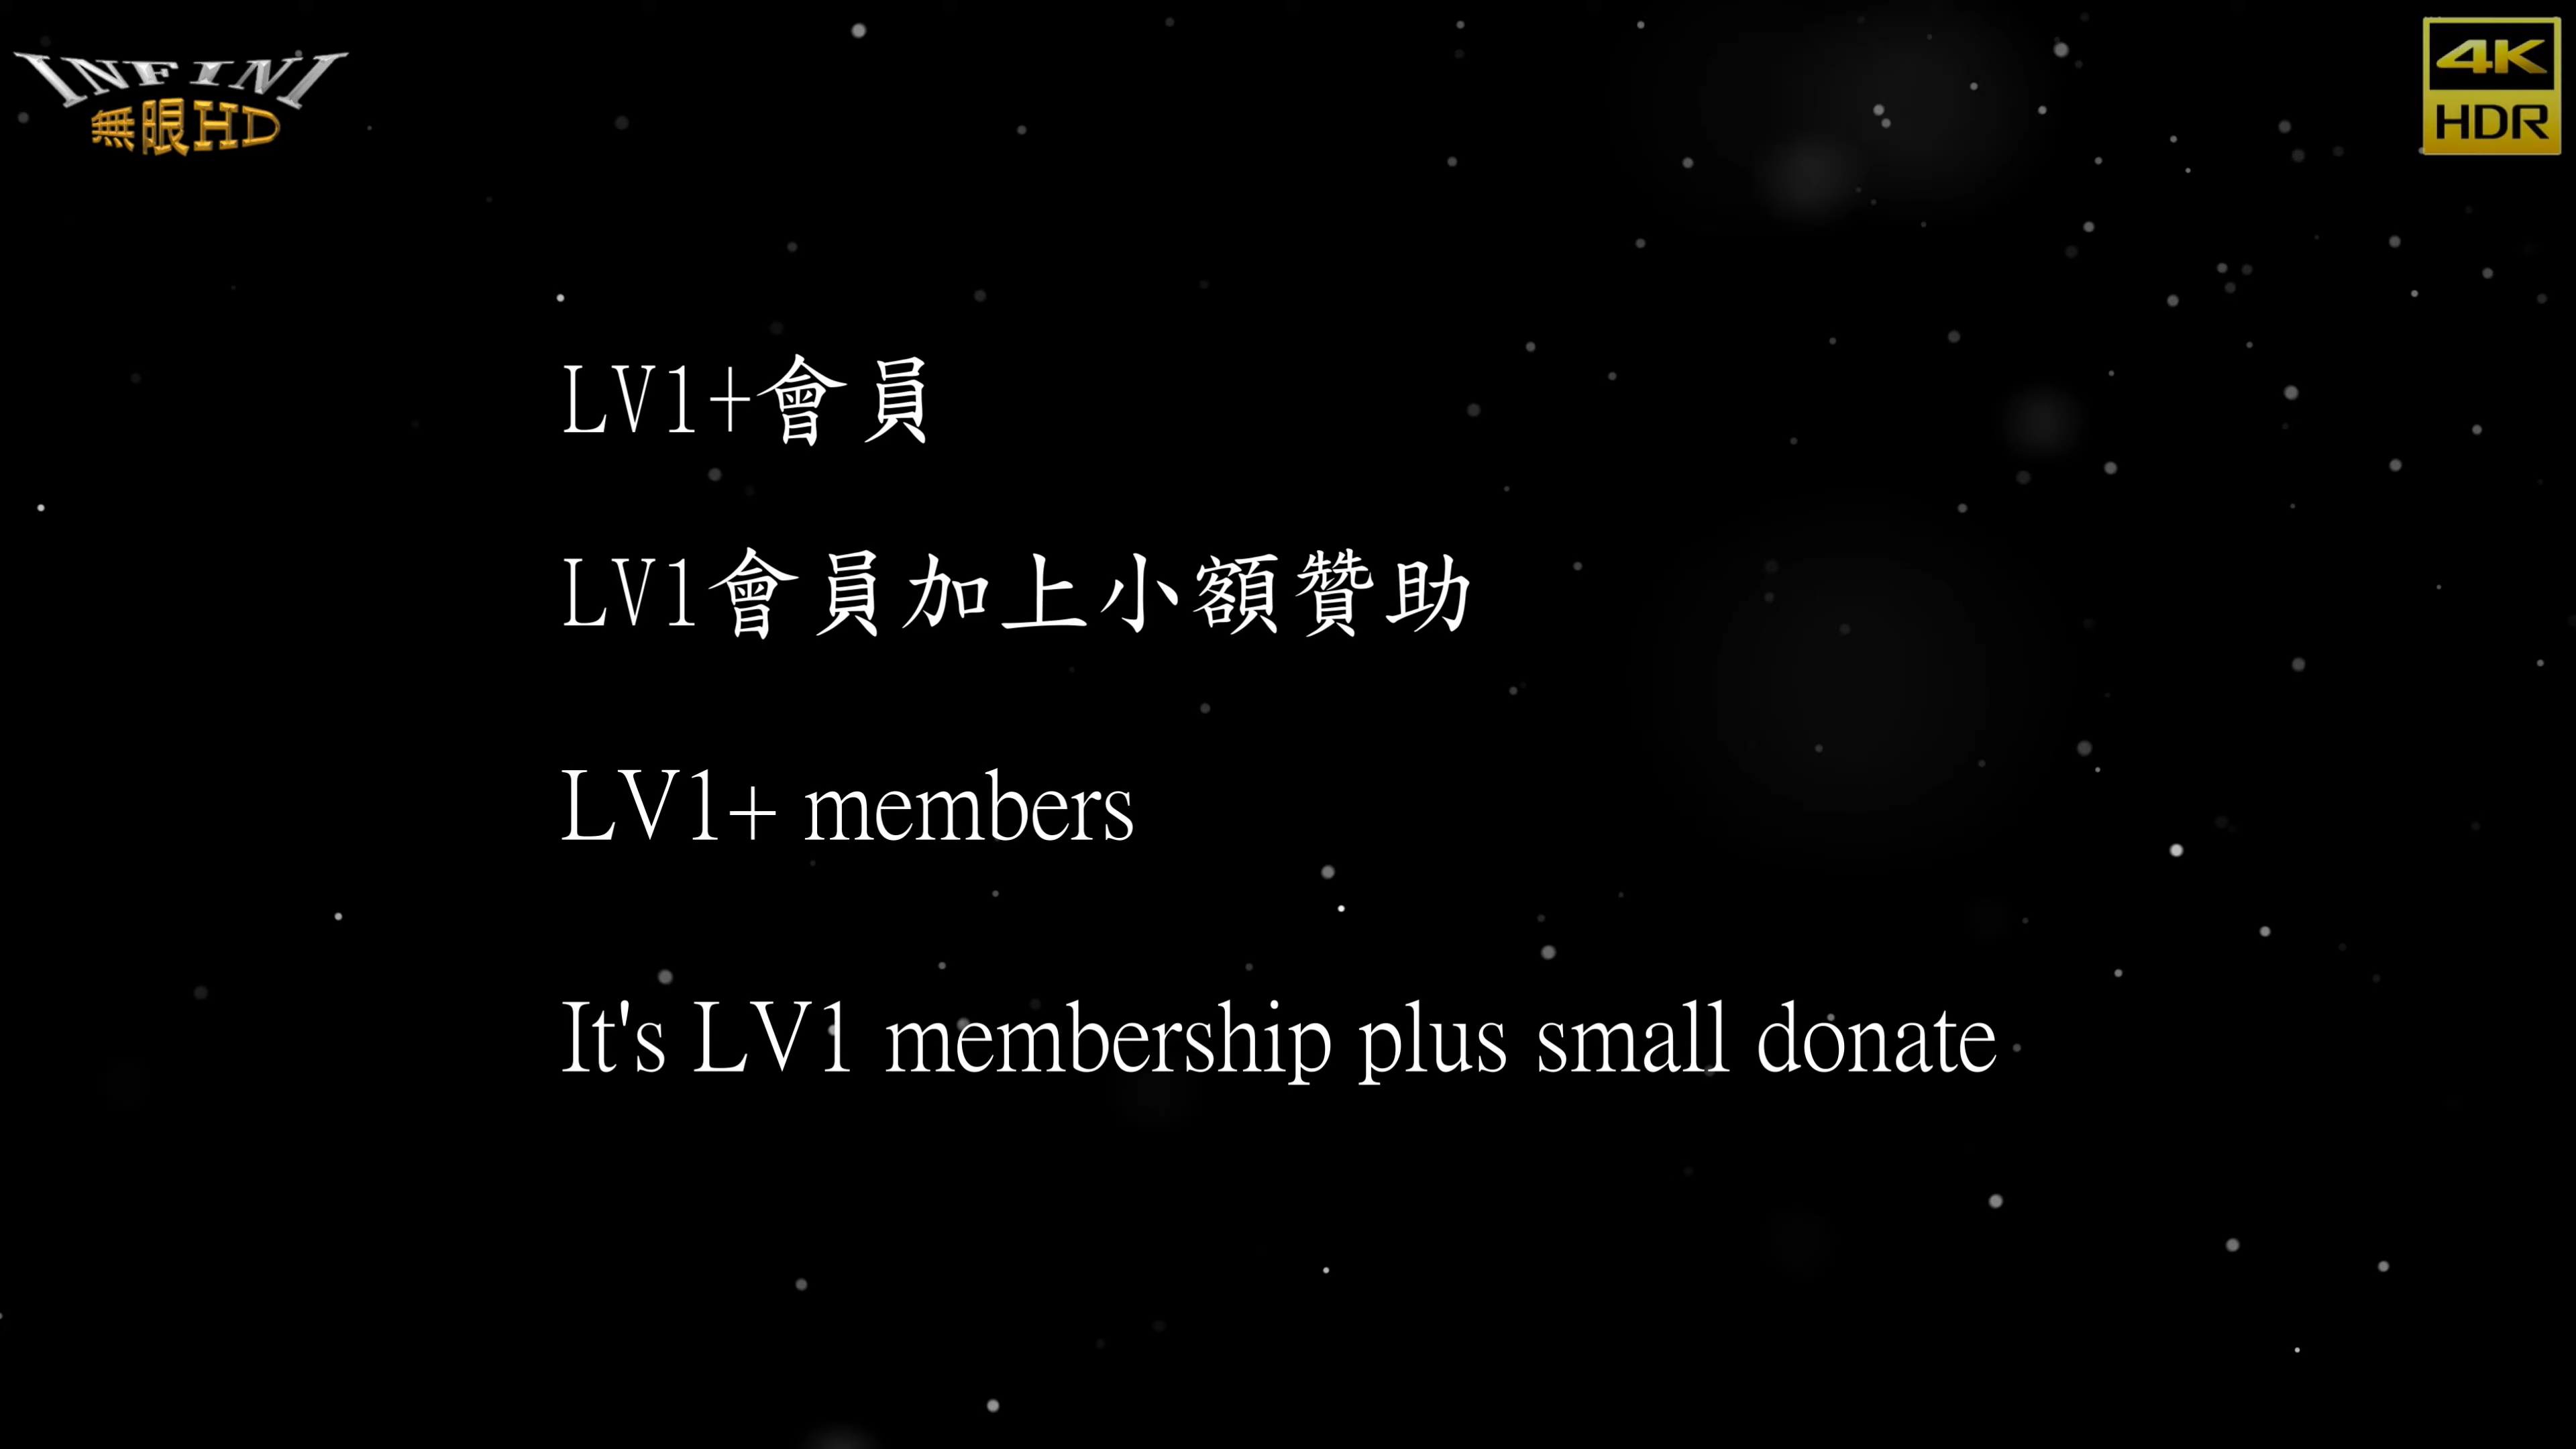 INFINI
無限HD
4K
HDR
LV1+會員
LV1會員加上小額贊助
LV1+ members
It's LV1 membership plus small donate